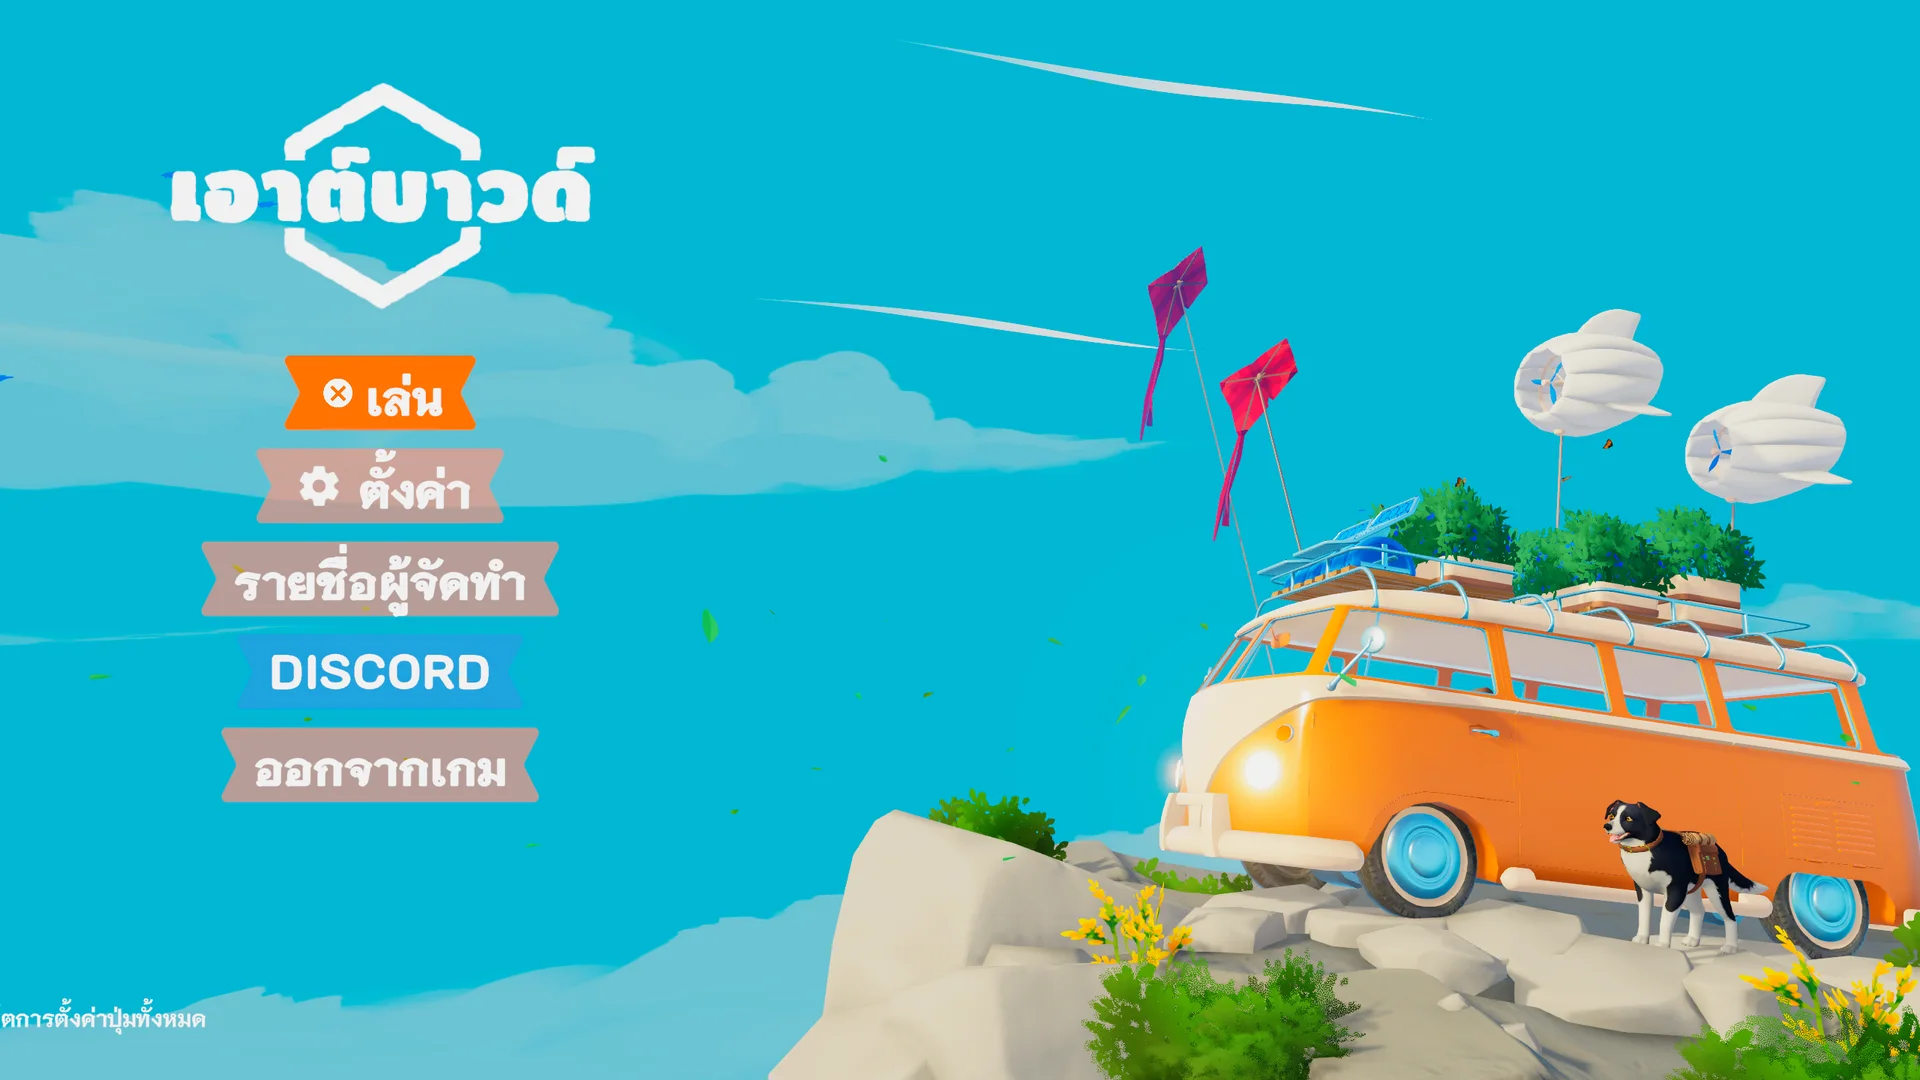 เอาต์บาวด์
เล่น
ตั้งค่า
รายชื่อผู้จัดทำ
DISCORD
ออกจากเกม
ตการตั้งค่าปุ่มทั้งหมด